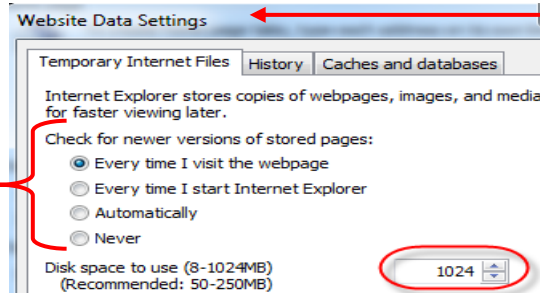 Website Data Settings
Temporary Internet Files History Caches and databases
Internet Explorer stores copies of webpages, images, and media
for faster viewing later.
Check for newer versions of stored pages:
Every time I visit the webpage
Every time I start Internet Explorer
Automatically
Never
Disk space to use (8-1024MB) 1024
(Recommended: 50-250MB)